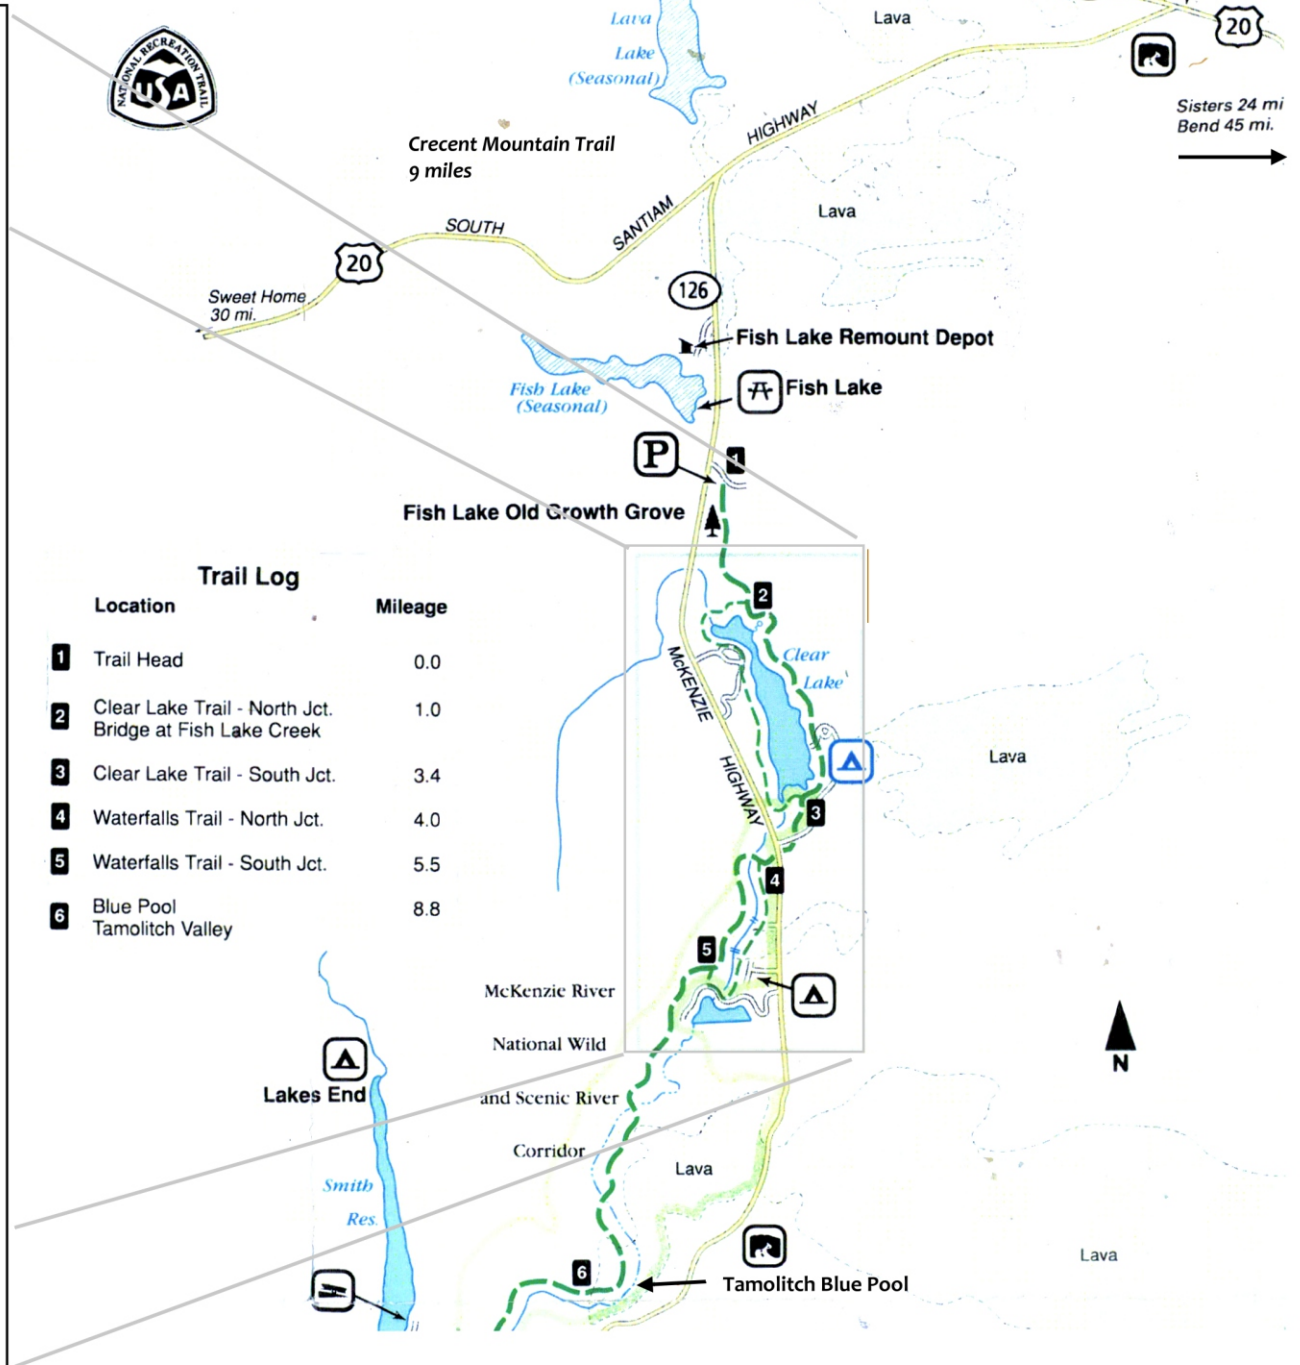 Lava
Lake
(Seasonal)
Lava
20
NATIONAL RECREATION TRAIL
USA
Sisters 24 mi
Bend 45 mi.
HIGHWAY
Crecent Mountain Trail
9 miles
Lava
SANTIAM
SOUTH
20
126
Sweet Home
30 mi.
Fish Lake Remount Depot
Fish Lake
(Seasonal)
Fish Lake
P
1
Fish Lake Old Growth Grove
Trail Log
Location Mileage
1 Trail Head 0.0
2 Clear Lake Trail - North Jct. 1.0
Bridge at Fish Lake Creek
3 Clear Lake Trail - South Jct. 3.4
4 Waterfalls Trail - North Jct. 4.0
5 Waterfalls Trail - South Jct. 5.5
6 Blue Pool 8.8
Tamolitch Valley
2
Clear
Lake
McKENZIE
HIGHWAY
Lava
3
4
5
McKenzie River
National Wild
and Scenic River
Corridor
N
Lakes End
Lava
Smith
Res.
Lava
6
Tamolitch Blue Pool